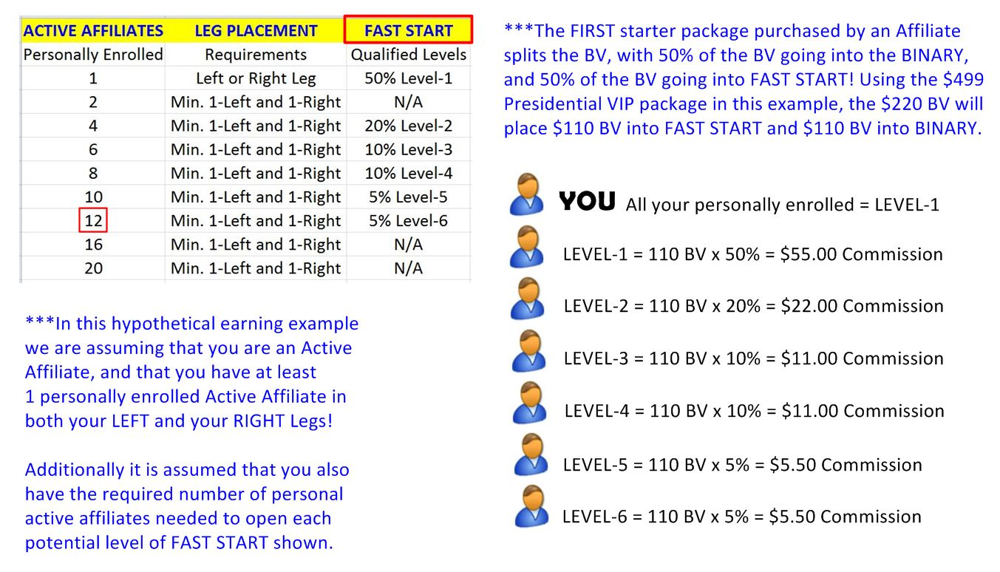 ACTIVE AFFILIATES LEG PLACEMENT FAST START
Personally Enrolled Requirements Qualified Levels
1 Left or Right Leg 50% Level-1
2 Min. 1-Left and 1-Right N/A
4 Min. 1-Left and 1-Right 20% Level-2
6 Min. 1-Left and 1-Right 10% Level-3
8 Min. 1-Left and 1-Right 10% Level-4
10 Min. 1-Left and 1-Right 5% Level-5
12 Min. 1-Left and 1-Right 5% Level-6
16 Min. 1-Left and 1-Right N/A
20 Min. 1-Left and 1-Right N/A
***In this hypothetical earning example
we are assuming that you are an Active
Affiliate, and that you have at least
1 personally enrolled Active Affiliate in
both your LEFT and your RIGHT Legs!
Additionally it is assumed that you also
have the required number of personal
active affiliates needed to open each
potential level of FAST START shown.
***The FIRST starter package purchased by an Affiliate
splits the BV, with 50% of the BV going into the BINARY,
and 50% of the BV going into FAST START! Using the $499
Presidential VIP package in this example, the $220 BV will
place $110 BV into FAST START and $110 BV into BINARY.
YOU All your personally enrolled = LEVEL-1
LEVEL-1 = 110 BV x 50% = $55.00 Commission
LEVEL-2 = 110 BV x 20% = $22.00 Commission
LEVEL-3 = 110 BV x 10% = $11.00 Commission
LEVEL-4 = 110 BV x 10% = $11.00 Commission
LEVEL-5 = 110 BV x 5% = $5.50 Commission
LEVEL-6 = 110 BV x 5% = $5.50 Commission